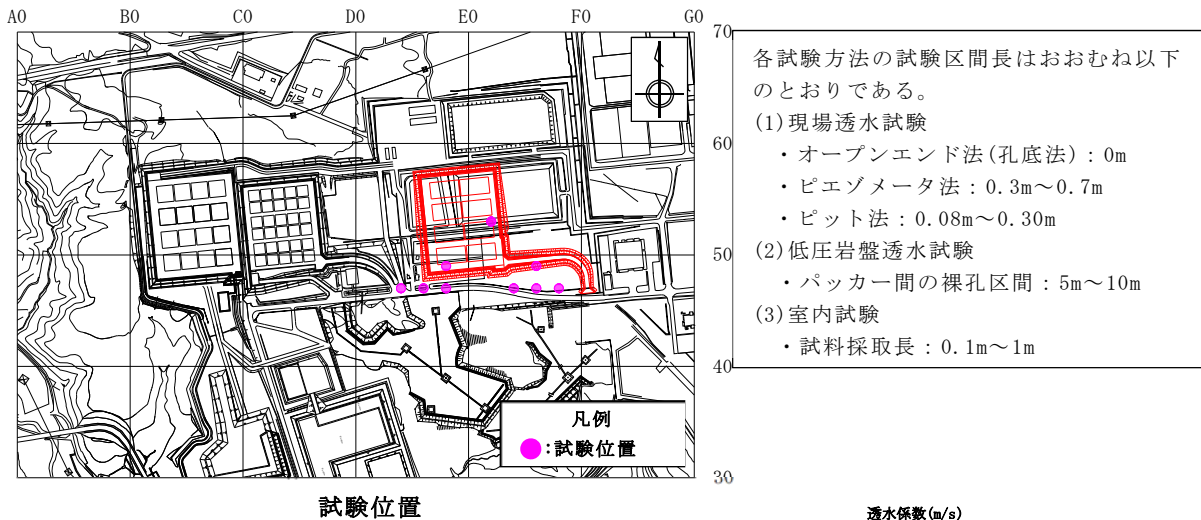 A0 B0 C0 D0 E0 F0 G0
70
60
50
40
30
凡例
:試験位置
試験位置
各試験方法の試験区間長はおおむね以下
のとおりである。
(1)現場透水試験
・オープンエンド法(孔底法)：0m
・ピエゾメータ法：0.3m～0.7m
・ピット法：0.08m～0.30m
(2)低圧岩盤透水試験
・パッカー間の裸孔区間：5m～10m
(3)室内試験
・試料採取長：0.1m～1m
透水係数(m/s)